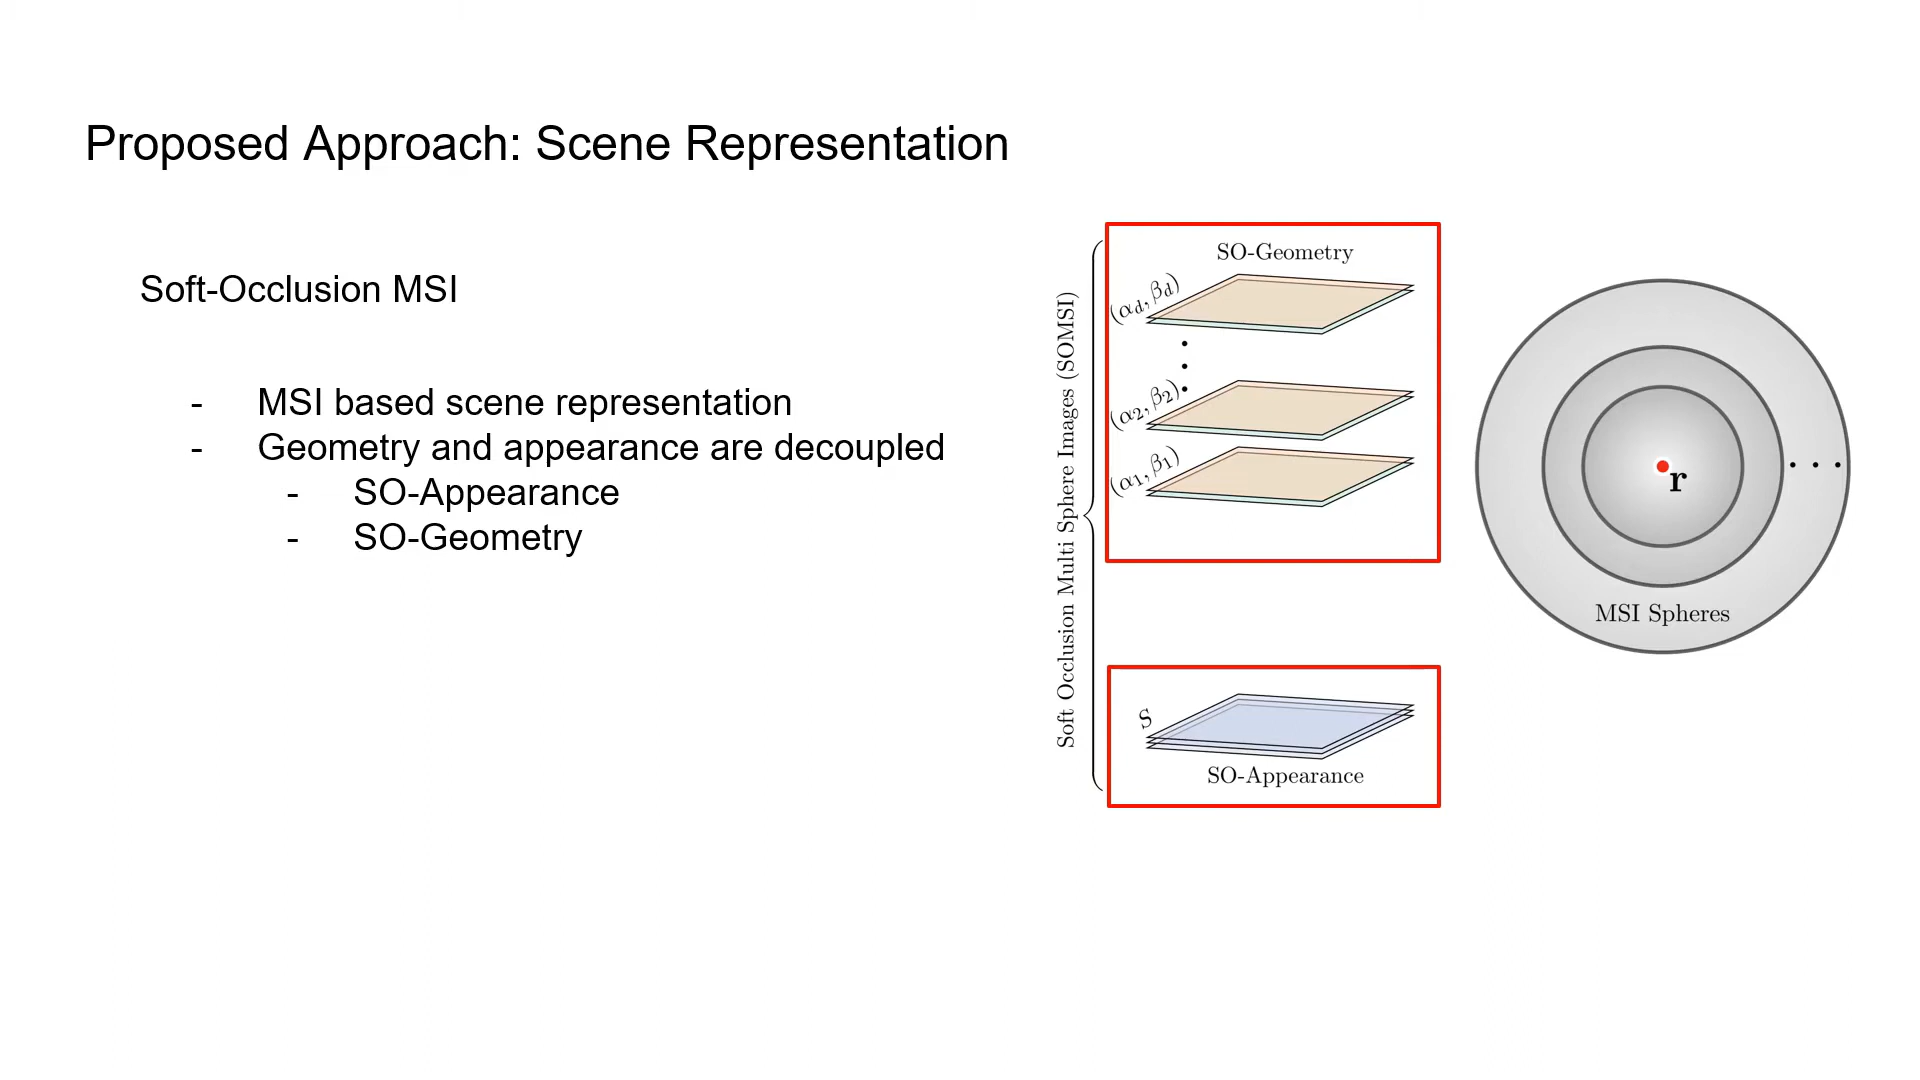 Proposed Approach: Scene Representation
Soft-Occlusion MSI
- MSI based scene representation
- Geometry and appearance are decoupled
- SO-Appearance
- SO-Geometry
Soft Occlusion Multi Sphere Images (SOMSI)
SO-Geometry
(α_d, β_d)
(α_2, β_2)
(α_1, β_1)
S
SO-Appearance
r
MSI Spheres